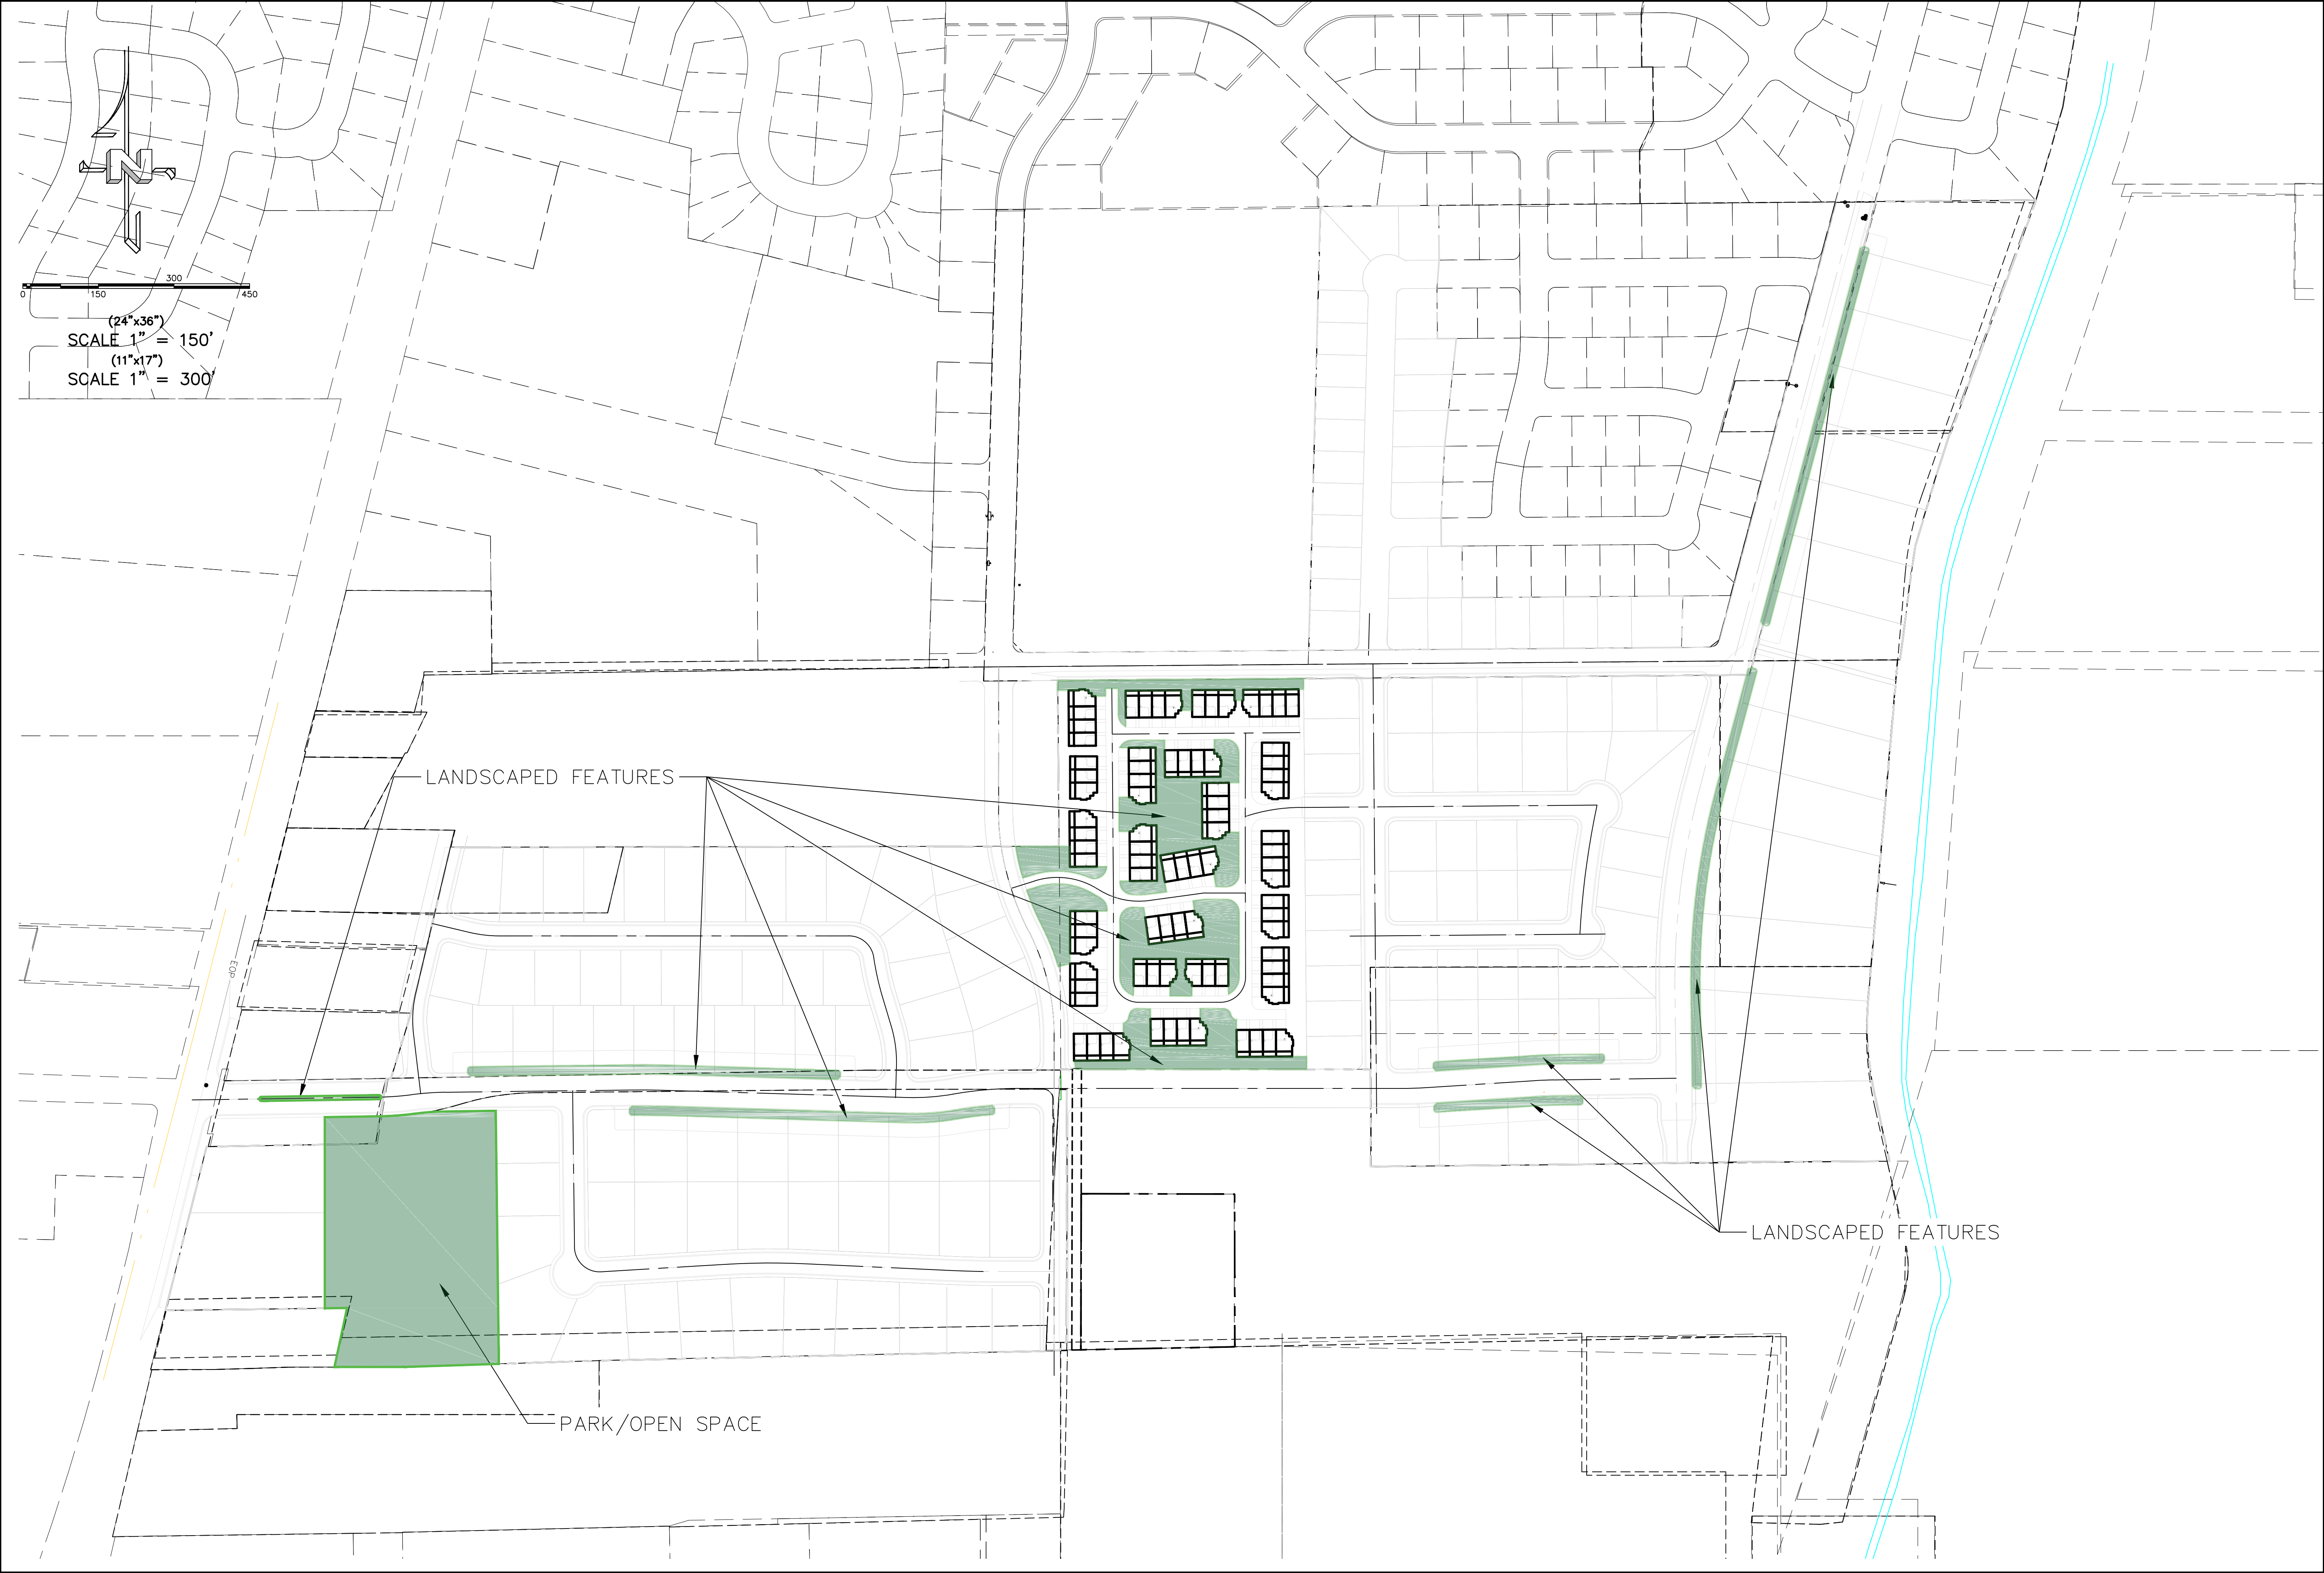 N
300
0 150 450
(24"x36")
SCALE 1" = 150'
(11"x17")
SCALE 1" = 300'
LANDSCAPED FEATURES
EOP
LANDSCAPED FEATURES
PARK/OPEN SPACE